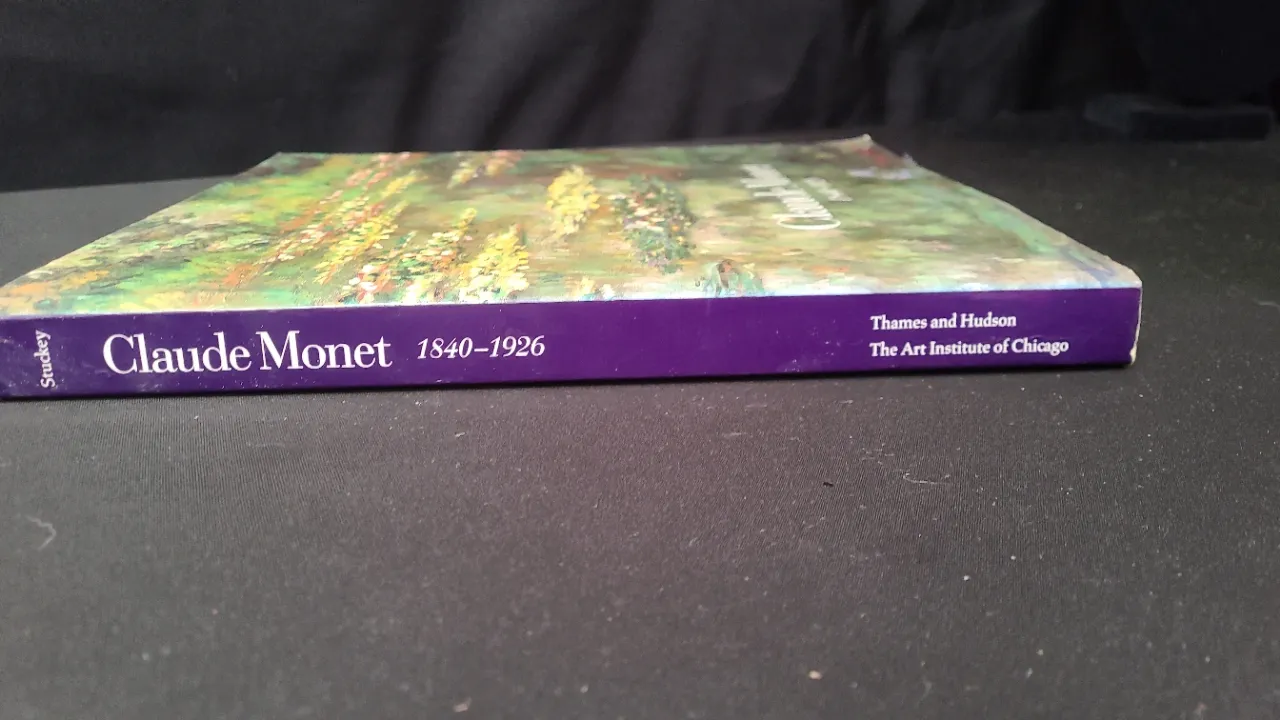 Stuckey
Claude Monet 1840–1926
Thames and Hudson
The Art Institute of Chicago